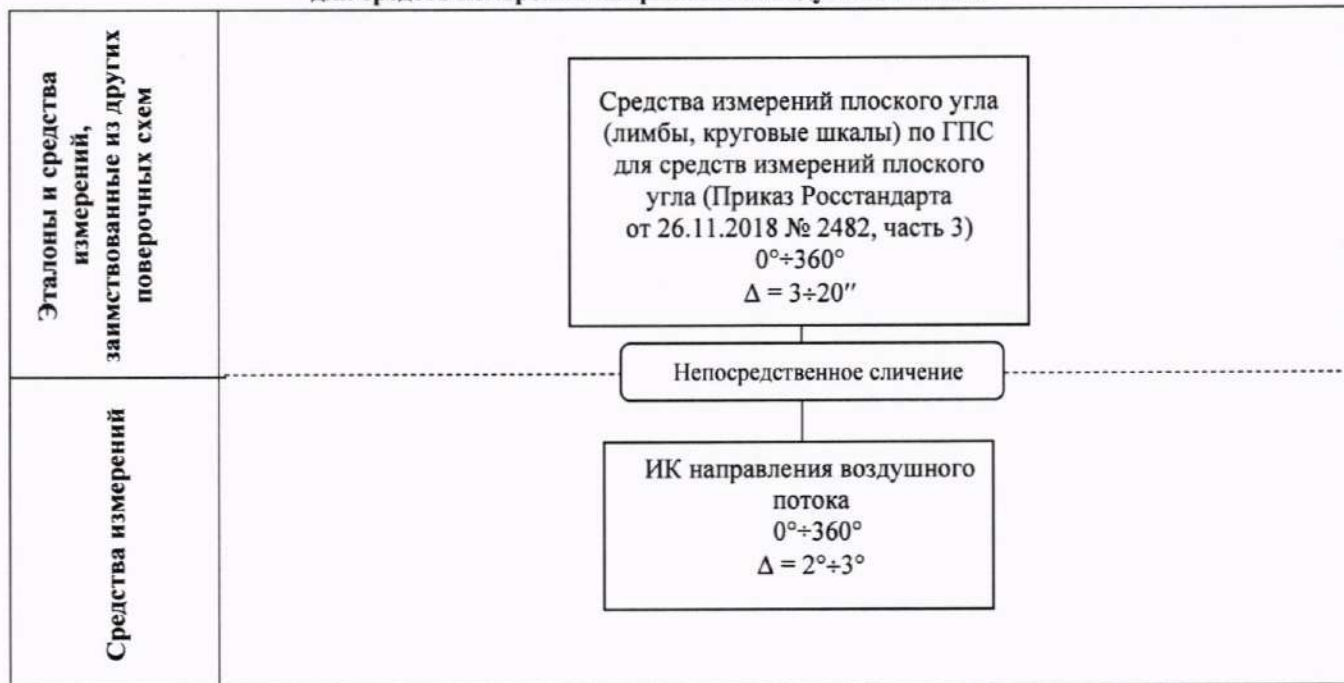 Эталоны и средства
измерений,
заимствованные из других
поверочных схем
Средства измерений плоского угла
(лимбы, круговые шкалы) по ГПС
для средств измерений плоского
угла (Приказ Росстандарта
от 26.11.2018 № 2482, часть 3)
0°÷360°
Δ = 3÷20″
Непосредственное сличение
Средства измерений
ИК направления воздушного
потока
0°÷360°
Δ = 2°÷3°